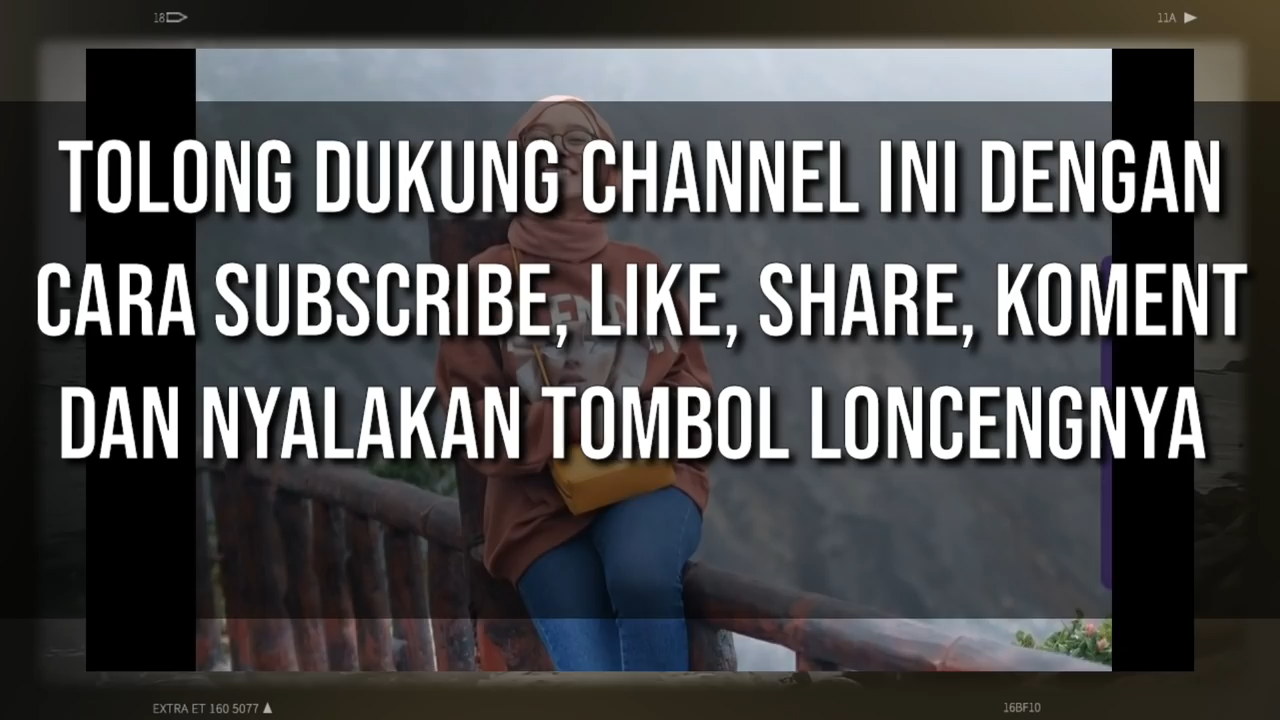 18
11A
TOLONG DUKUNG CHANNEL INI DENGAN
CARA SUBSCRIBE, LIKE, SHARE, KOMENT
DAN NYALAKAN TOMBOL LONCENGNYA
EXTRA ET 160 5077
16BF10